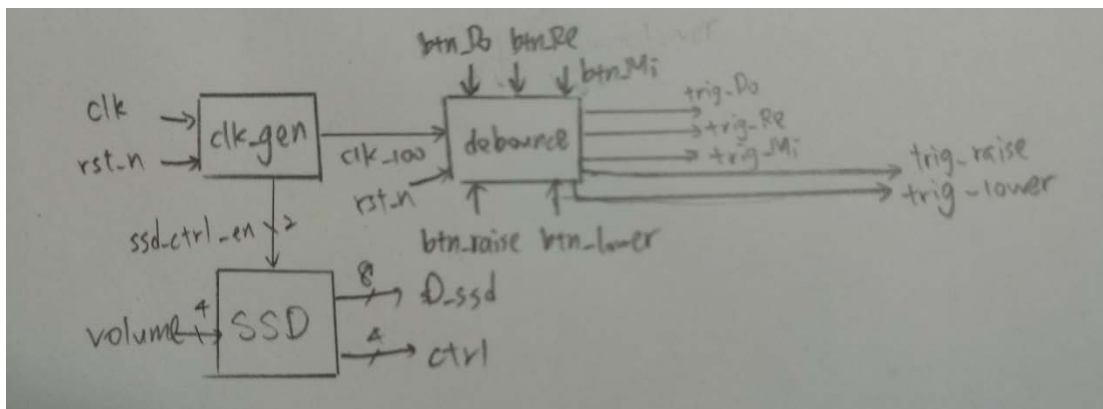 btn_Do btn_Re
btn_Mi
clk
clk_gen
rst_n
clk_100
debounce
rst_n
trig_Do
trig_Re
trig_Mi
trig_raise
trig_lower
ssd_ctrl_en 2
btn_raise btn_lower
volume 4
SSD
8
D_ssd
4
ctrl